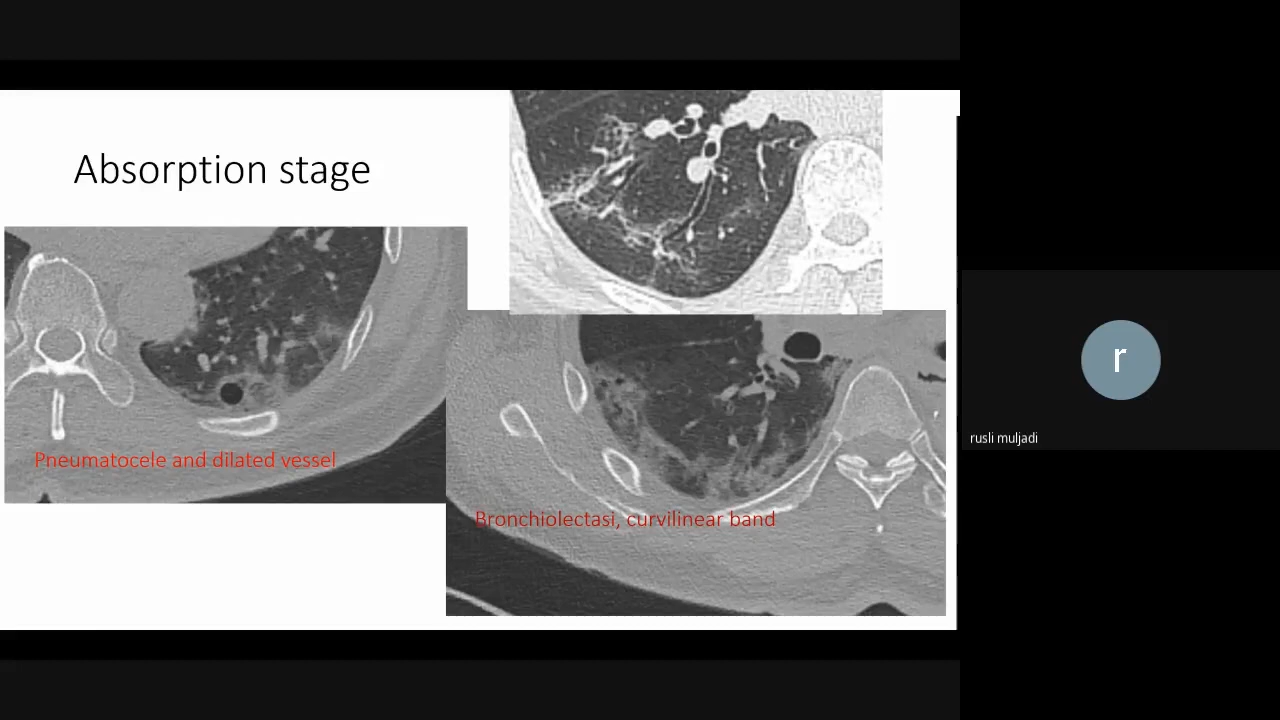 Absorption stage
Pneumatocele and dilated vessel
Bronchiolectasi, curvilinear band
r
rusli muljadi